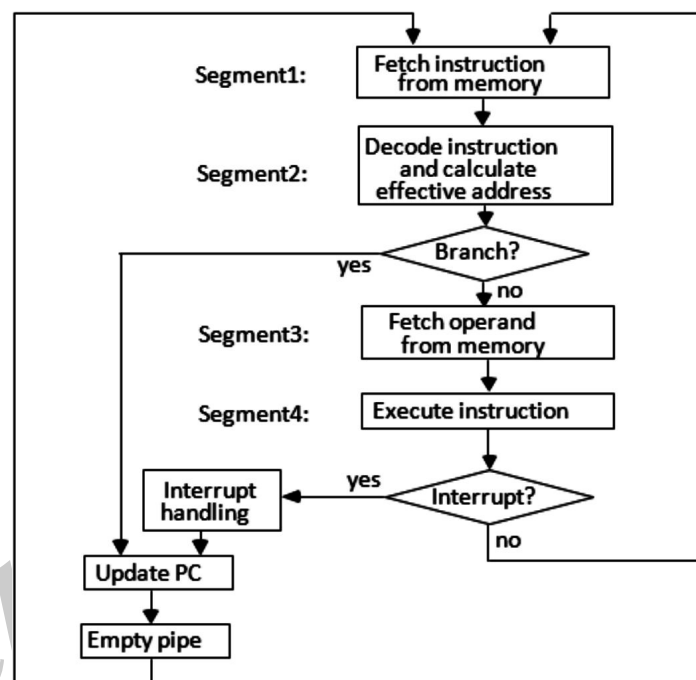 Segment1:
Fetch instruction
from memory
Segment2:
Decode instruction
and calculate
effective address
Branch?
yes
no
Segment3:
Fetch operand
from memory
Segment4:
Execute instruction
Interrupt?
yes
no
Interrupt
handling
Update PC
Empty pipe